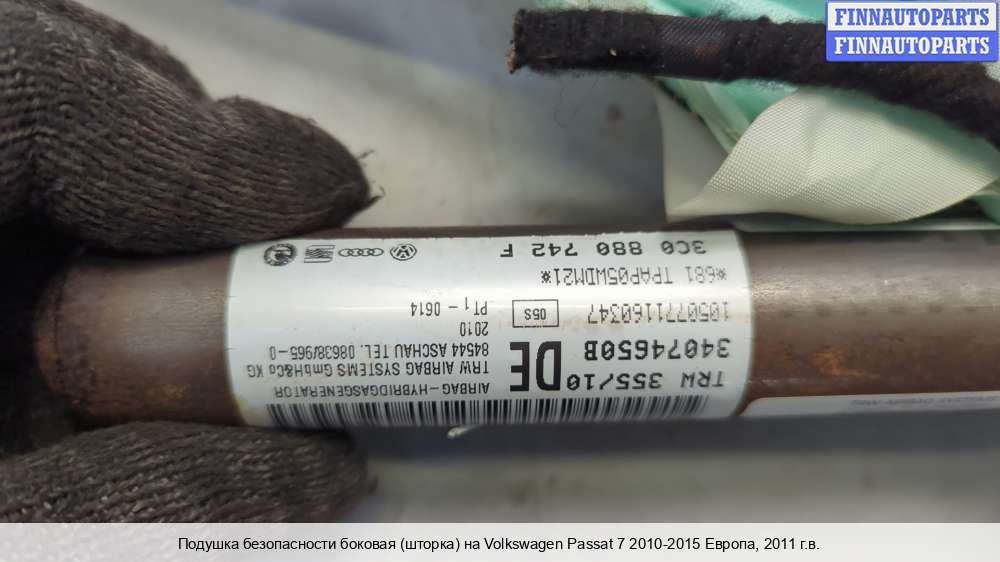 FINNAUTOPARTS
FINNAUTOPARTS
TRW 355/10
34074650B
1050771160347
*681 TPAP05WDM21*
3C0 880 742 F
DE
05S
AIRBAG-HYBRIDGASGENERATOR
TRW AIRBAG SYSTEMS GmbH&Co KG
84544 ASCHAU TEL. 08638/965-0
2010
PT1- 0614
Подушка безопасности боковая (шторка) на Volkswagen Passat 7 2010-2015 Европа, 2011 г.в.